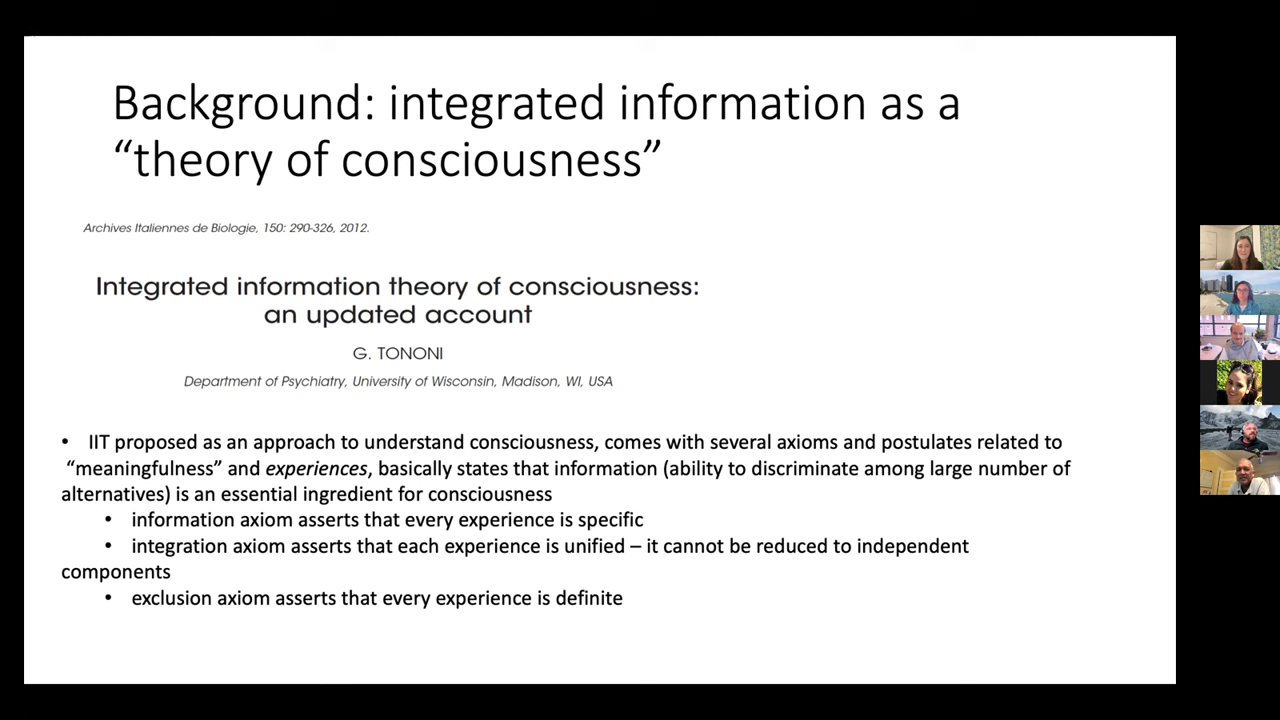 Background: integrated information as a
“theory of consciousness”
Archives Italiennes de Biologie, 150: 290-326, 2012.
Integrated information theory of consciousness:
an updated account
G. TONONI
Department of Psychiatry, University of Wisconsin, Madison, WI, USA
• IIT proposed as an approach to understand consciousness, comes with several axioms and postulates related to
“meaningfulness” and experiences, basically states that information (ability to discriminate among large number of
alternatives) is an essential ingredient for consciousness
• information axiom asserts that every experience is specific
• integration axiom asserts that each experience is unified – it cannot be reduced to independent
components
• exclusion axiom asserts that every experience is definite